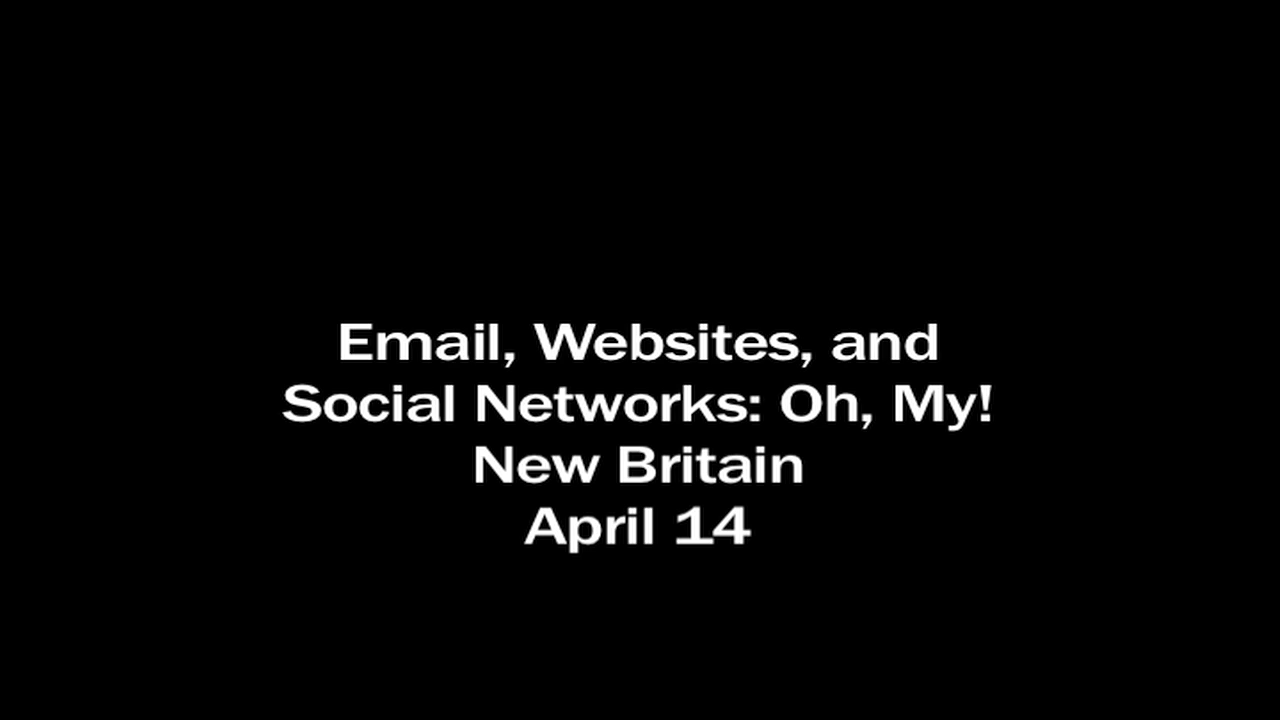 Email, Websites, and
Social Networks: Oh, My!
New Britain
April 14